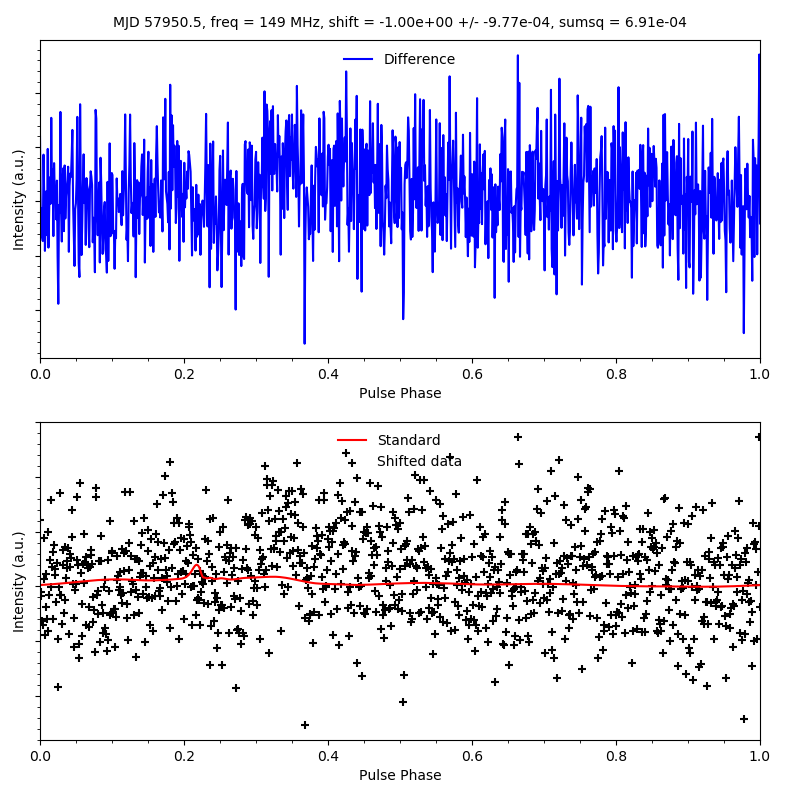 MJD 57950.5, freq = 149 MHz, shift = -1.00e+00 +/- -9.77e-04, sumsq = 6.91e-04
Difference
Intensity (a.u.)
0.0 0.2 0.4 0.6 0.8 1.0
Pulse Phase
Standard
Shifted data
Intensity (a.u.)
0.0 0.2 0.4 0.6 0.8 1.0
Pulse Phase